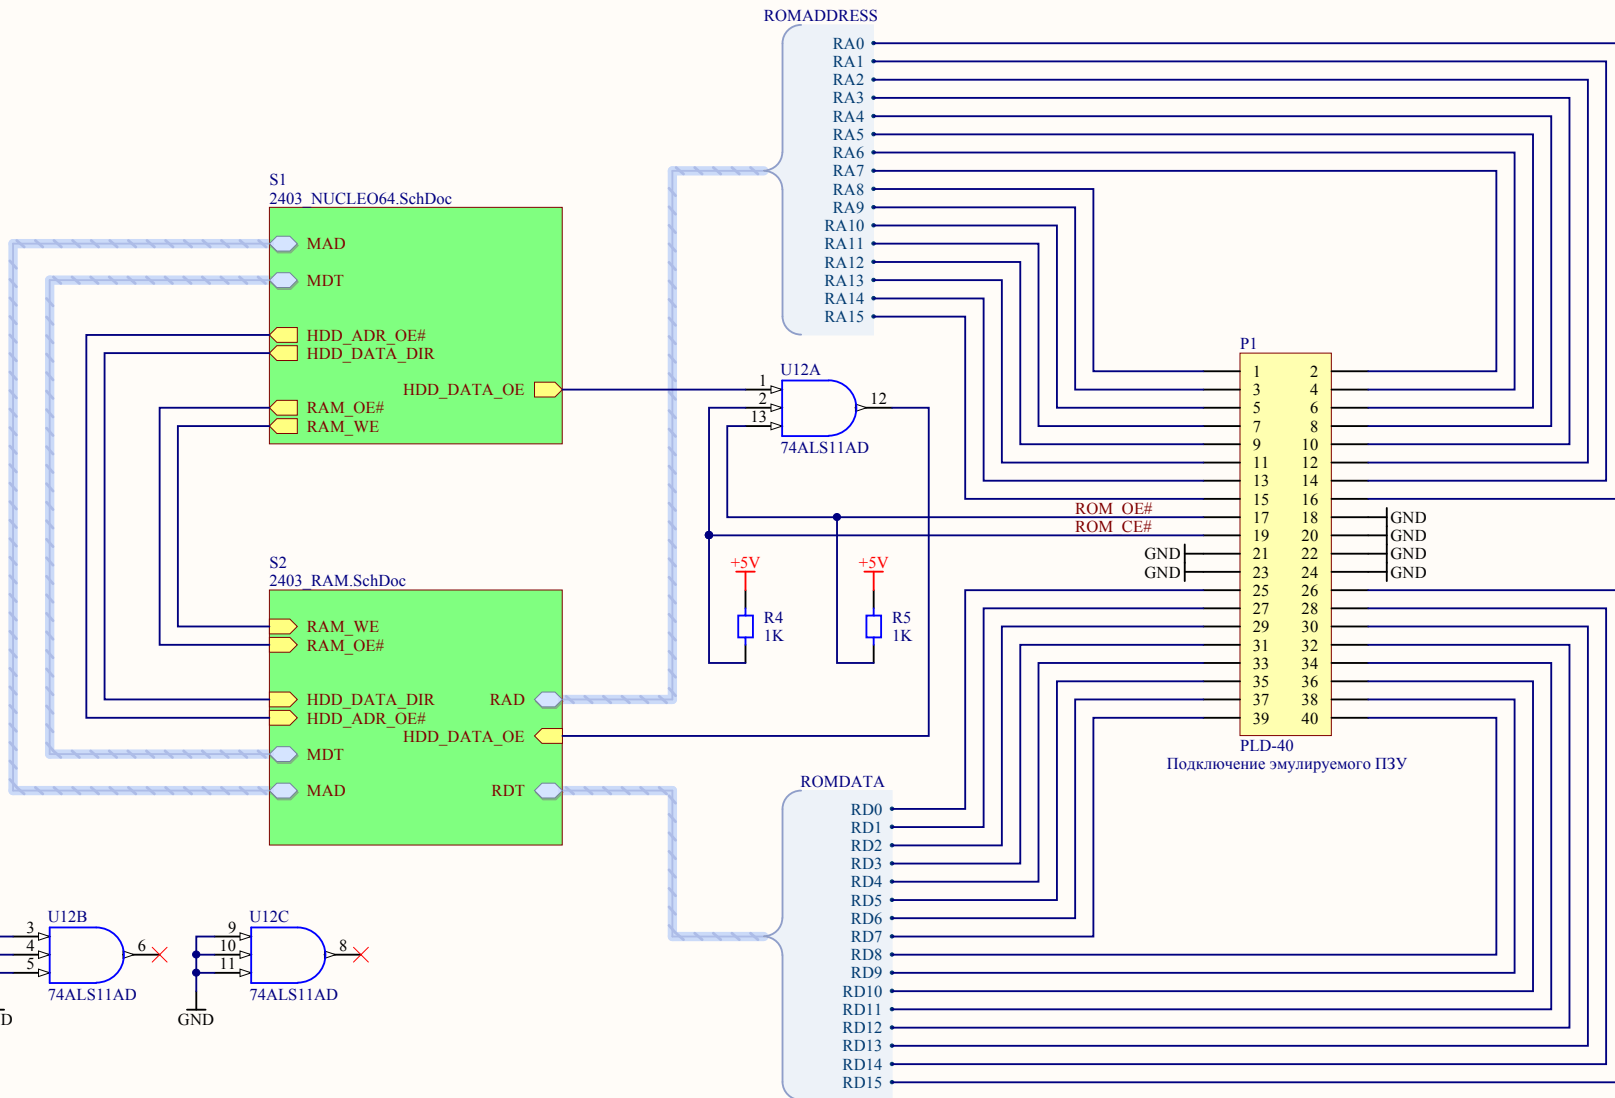 ROMADDRESS
RA0
RA1
RA2
RA3
RA4
RA5
RA6
RA7
RA8
RA9
RA10
RA11
RA12
RA13
RA14
RA15
S1
2403_NUCLEO64.SchDoc
MAD
MDT
HDD_ADR_OE#
HDD_DATA_DIR
HDD_DATA_OE
RAM_OE#
RAM_WE
U12A
1
2
13
12
74ALS11AD
P1
1 2
3 4
5 6
7 8
9 10
11 12
13 14
15 16
ROM_OE# 17 18 GND
ROM_CE# 19 20 GND
GND 21 22 GND
GND 23 24 GND
25 26
27 28
29 30
31 32
33 34
35 36
37 38
39 40
PLD-40
Подключение эмулируемого ПЗУ
+5V
R4
1K
+5V
R5
1K
S2
2403_RAM.SchDoc
RAM_WE
RAM_OE#
HDD_DATA_DIR
RAD
HDD_ADR_OE#
HDD_DATA_OE
MDT
MAD
RDT
ROMDATA
RD0
RD1
RD2
RD3
RD4
RD5
RD6
RD7
RD8
RD9
RD10
RD11
RD12
RD13
RD14
RD15
U12B
3
4
5
6
74ALS11AD
D
U12C
9
10
11
8
74ALS11AD
GND